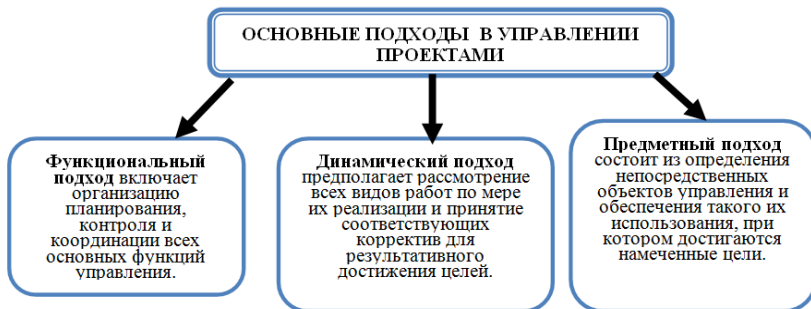 ОСНОВНЫЕ ПОДХОДЫ В УПРАВЛЕНИИ
ПРОЕКТАМИ
Функциональный
подход включает
организацию
планирования,
контроля и
координации всех
основных функций
управления.
Динамический подход
предполагает рассмотрение
всех видов работ по мере
их реализации и принятие
соответствующих
корректив для
результативного
достижения целей.
Предметный подход
состоит из определения
непосредственных
объектов управления и
обеспечения такого их
использования, при
котором достигаются
намеченные цели.